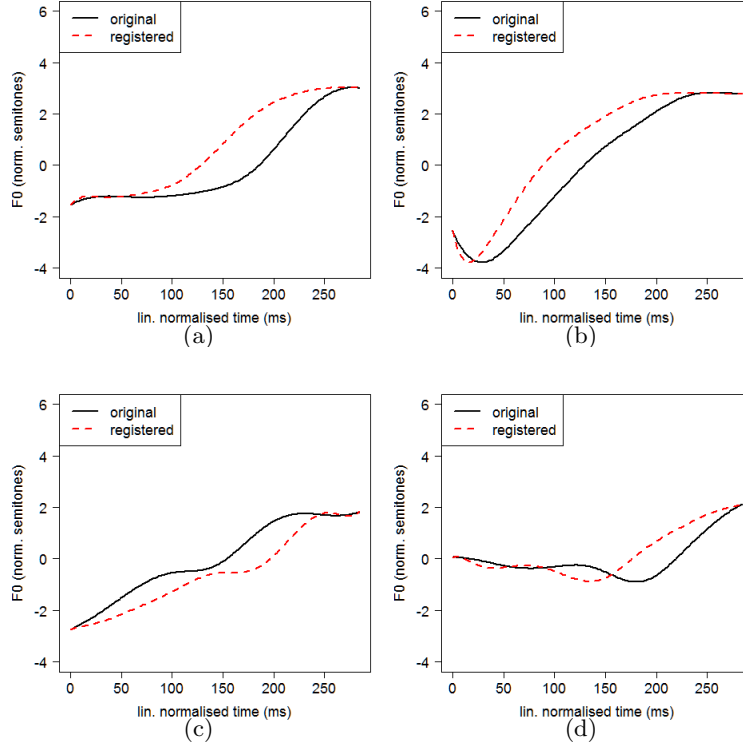 original
registered
F0 (norm. semitones)
6
4
2
0
-2
-4
0 50 100 150 200 250
lin. normalised time (ms)
(a)
original
registered
F0 (norm. semitones)
6
4
2
0
-2
-4
0 50 100 150 200 250
lin. normalised time (ms)
(b)
original
registered
F0 (norm. semitones)
6
4
2
0
-2
-4
0 50 100 150 200 250
lin. normalised time (ms)
(c)
original
registered
F0 (norm. semitones)
6
4
2
0
-2
-4
0 50 100 150 200 250
lin. normalised time (ms)
(d)